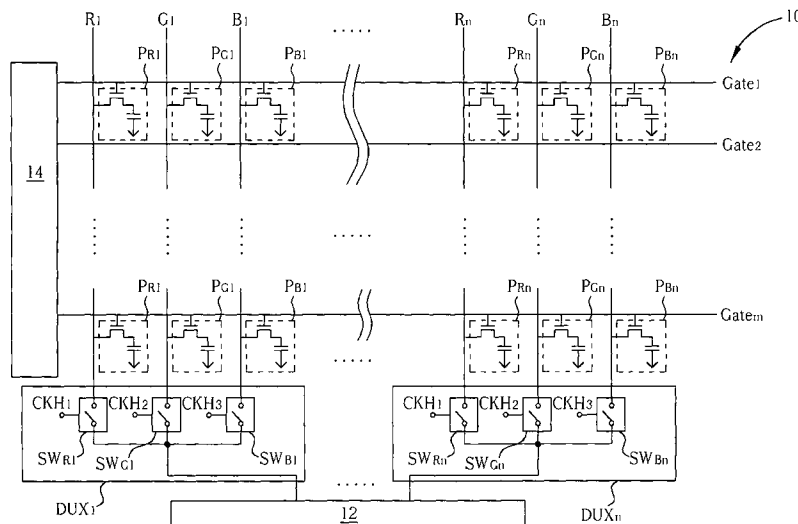 R1 G1 B1 ..... Rn Gn Bn 10
PR1 PG1 PB1 PRn PGn PBn
Gate1
Gate2
14
.....
PR1 PG1 PB1 PRn PGn PBn
Gatem
.....
CKH1 CKH2 CKH3 CKH1 CKH2 CKH3
SWR1 SWG1 SWB1 SWRn SWGn SWBn
.....
DUX1 12 DUXn